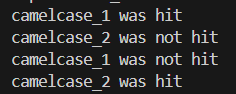 camelcase_1 was hit
camelcase_2 was not hit
camelcase_1 was not hit
camelcase_2 was hit